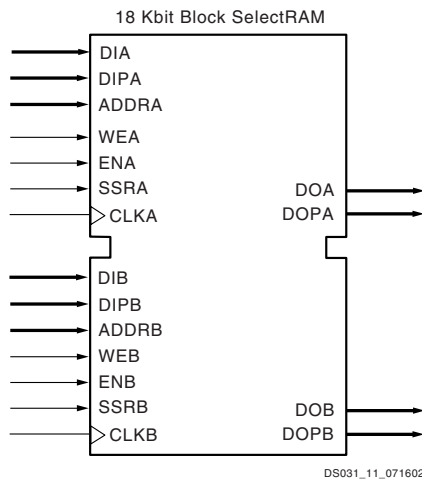 18 Kbit Block SelectRAM
DIA
DIPA
ADDRA
WEA
ENA
SSRA
CLKA
DOA
DOPA
DIB
DIPB
ADDRB
WEB
ENB
SSRB
CLKB
DOB
DOPB
DS031_11_071602